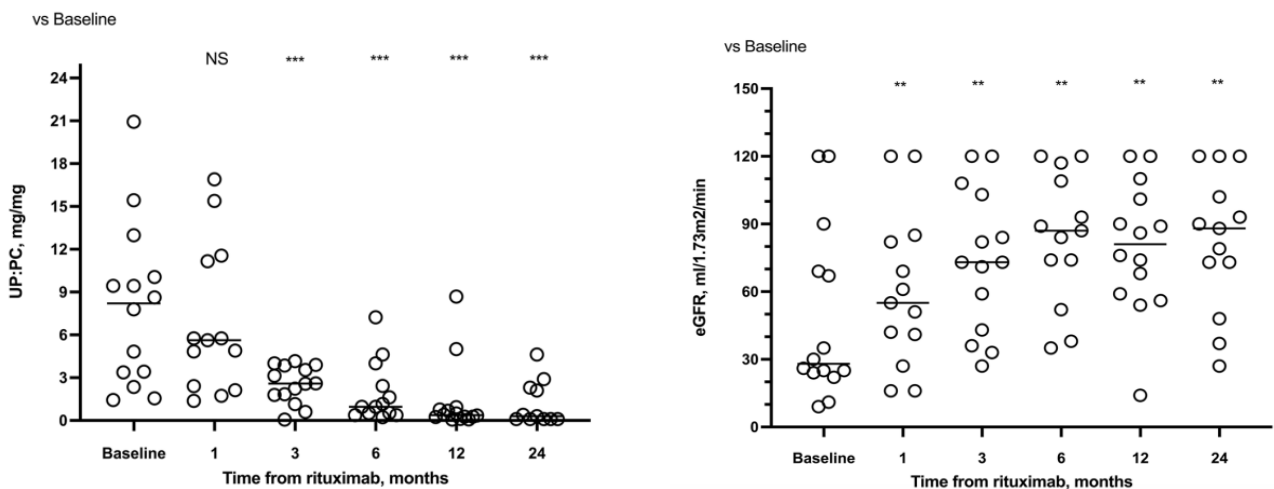 vs Baseline
NS *** *** *** ***
24
21
18
15
12
9
6
3
0
UP:PC, mg/mg
Baseline 1 3 6 12 24
Time from rituximab, months
vs Baseline
** ** ** ** **
150
120
90
60
30
0
eGFR, ml/1.73m2/min
Baseline 1 3 6 12 24
Time from rituximab, months